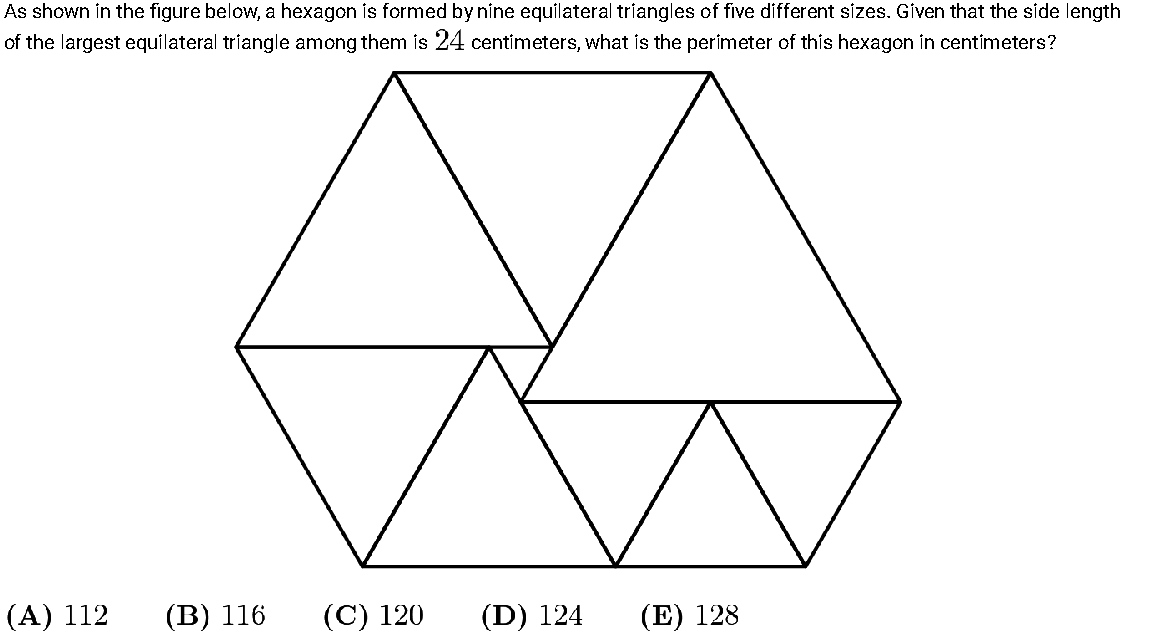 As shown in the figure below, a hexagon is formed by nine equilateral triangles of five different sizes. Given that the side length
of the largest equilateral triangle among them is 24 centimeters, what is the perimeter of this hexagon in centimeters?
(A) 112 (B) 116 (C) 120 (D) 124 (E) 128